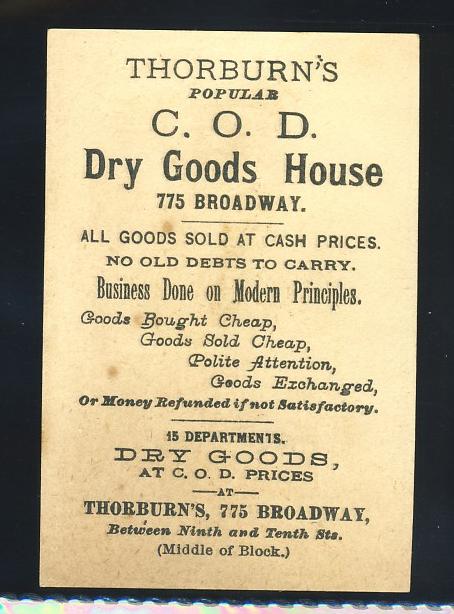 THORBURN'S
POPULAR
C. O. D.
Dry Goods House
775 BROADWAY.
ALL GOODS SOLD AT CASH PRICES.
NO OLD DEBTS TO CARRY.
Business Done on Modern Principles.
Goods Bought Cheap,
Goods Sold Cheap,
Polite Attention,
Goods Exchanged,
Or Money Refunded if not Satisfactory.
15 DEPARTMENTS.
DRY GOODS,
AT C. O. D. PRICES
—AT—
THORBURN'S, 775 BROADWAY,
Between Ninth and Tenth Sts.
(Middle of Block.)